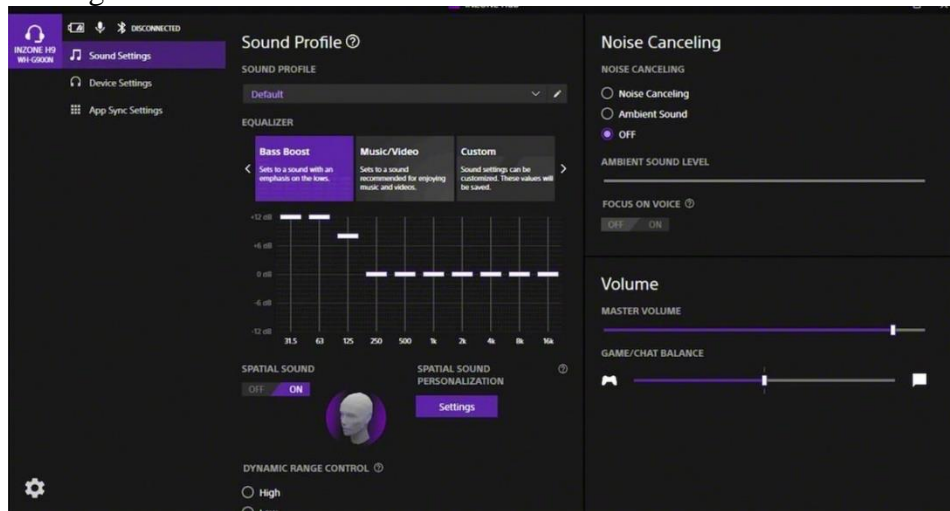 INZONE H9
WH-G900N
DISCONNECTED
Sound Settings
Device Settings
App Sync Settings
Sound Profile
SOUND PROFILE
Default
EQUALIZER
Bass Boost
Sets to a sound with an
emphasis on the lows.
Music/Video
Sets to a sound
recommended for enjoying
music and videos.
Custom
Sound settings can be
customized. These values will
be saved.
+12 dB
+6 dB
0 dB
-6 dB
-12 dB
31.5 63 125 250 500 1k 2k 4k 8k 16k
SPATIAL SOUND
OFF ON
SPATIAL SOUND
PERSONALIZATION
Settings
DYNAMIC RANGE CONTROL
High
Noise Canceling
NOISE CANCELING
Noise Canceling
Ambient Sound
OFF
AMBIENT SOUND LEVEL
FOCUS ON VOICE
OFF ON
Volume
MASTER VOLUME
GAME/CHAT BALANCE